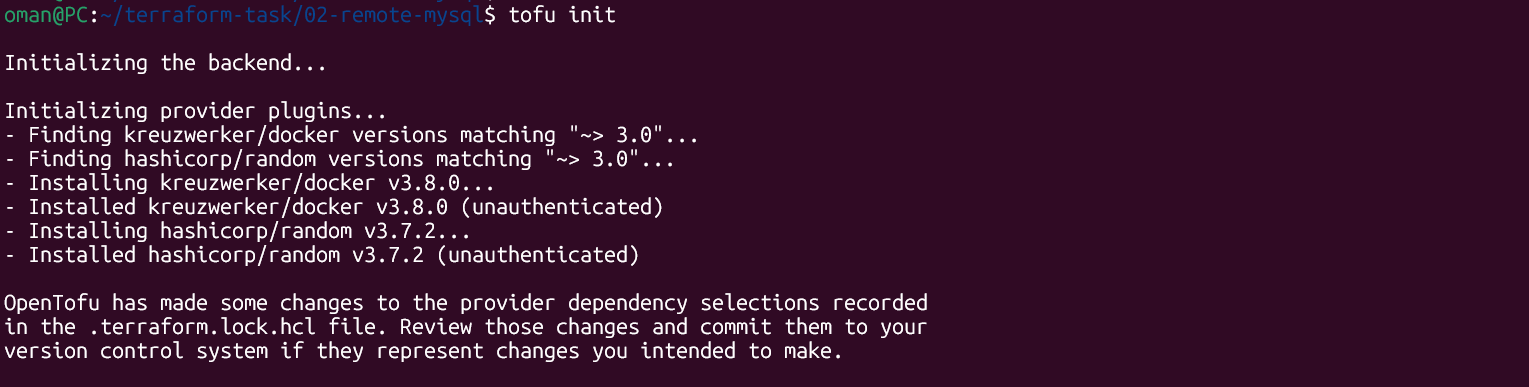 oman@PC:~/terraform-task/02-remote-mysql$ tofu init
Initializing the backend...
Initializing provider plugins...
- Finding kreuzwerker/docker versions matching "~> 3.0"...
- Finding hashicorp/random versions matching "~> 3.0"...
- Installing kreuzwerker/docker v3.8.0...
- Installed kreuzwerker/docker v3.8.0 (unauthenticated)
- Installing hashicorp/random v3.7.2...
- Installed hashicorp/random v3.7.2 (unauthenticated)
OpenTofu has made some changes to the provider dependency selections recorded
in the .terraform.lock.hcl file. Review those changes and commit them to your
version control system if they represent changes you intended to make.